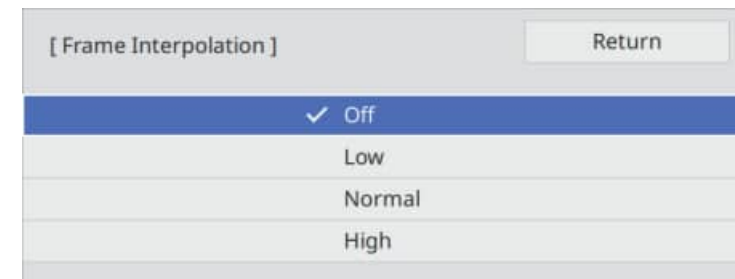 [ Frame Interpolation ]
Return
Off
Low
Normal
High